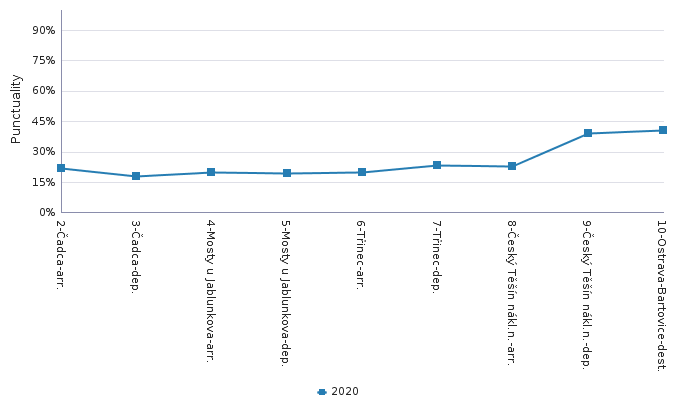 90%
75%
60%
45%
30%
15%
0%
Punctuality
2-Čadca-arr.
3-Čadca-dep.
4-Mosty u Jablunkova-arr.
5-Mosty u Jablunkova-dep.
6-Třinec-arr.
7-Třinec-dep.
8-Český Těšín nákl.n.-arr.
9-Český Těšín nákl.n.-dep.
10-Ostrava-Bartovice-dest.
2020